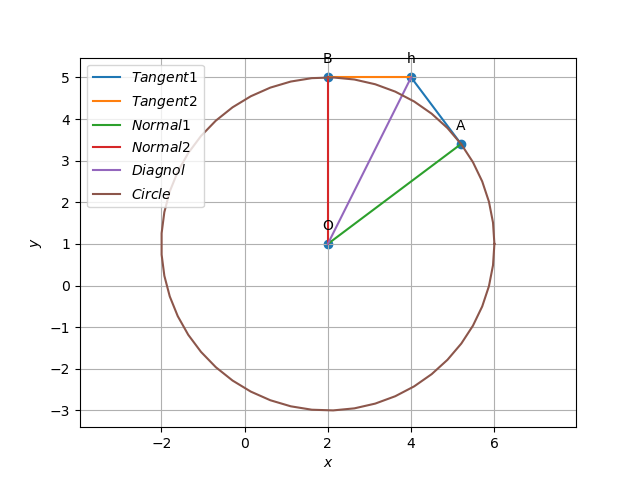 B
h
A
O
Tangent1
Tangent2
Normal1
Normal2
Diagnol
Circle
5
4
3
2
1
0
−1
−2
−3
y
−2
0
2
4
6
x